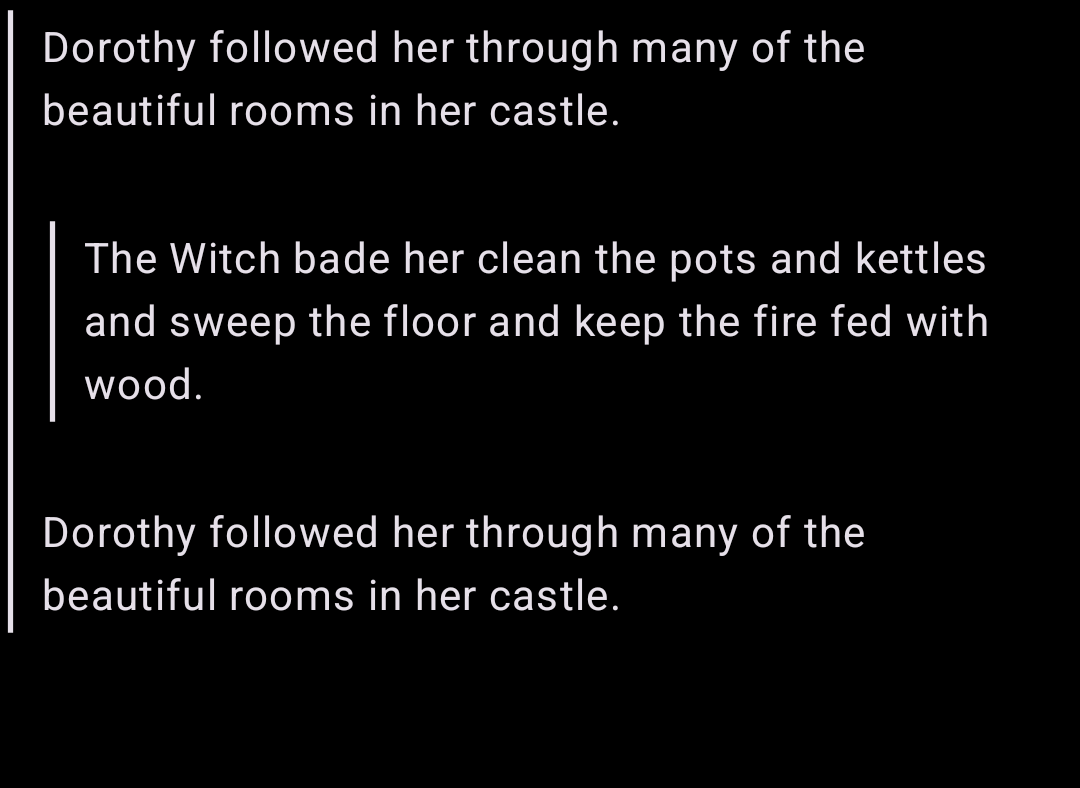 Dorothy followed her through many of the
beautiful rooms in her castle.
The Witch bade her clean the pots and kettles
and sweep the floor and keep the fire fed with
wood.
Dorothy followed her through many of the
beautiful rooms in her castle.